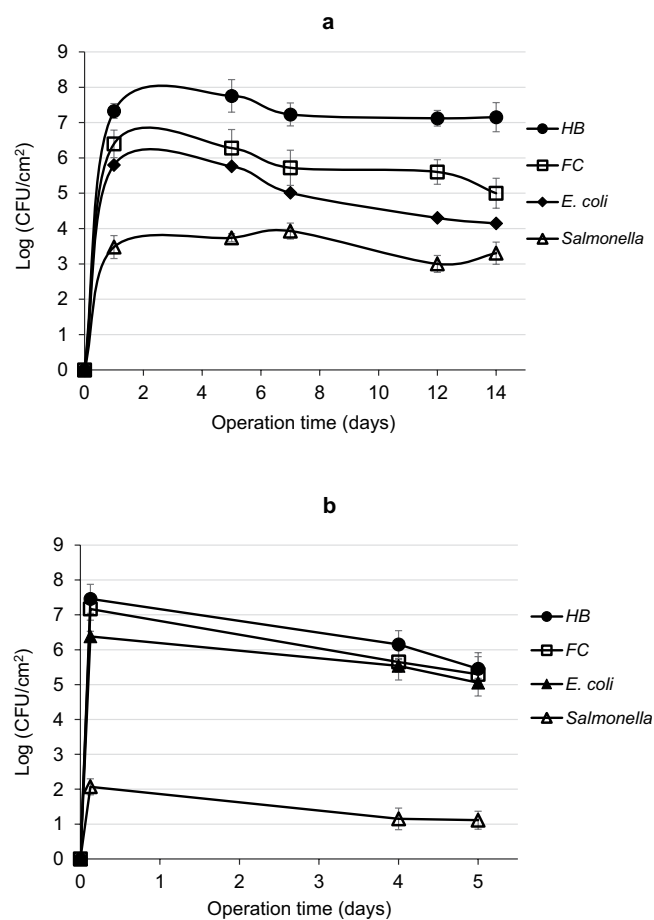 a
9
8
7
6
5
4
3
2
1
0
Log (CFU/cm²)
0 2 4 6 8 10 12 14
Operation time (days)
HB
FC
E. coli
Salmonella
b
9
8
7
6
5
4
3
2
1
0
Log (CFU/cm²)
0 1 2 3 4 5
Operation time (days)
HB
FC
E. coli
Salmonella